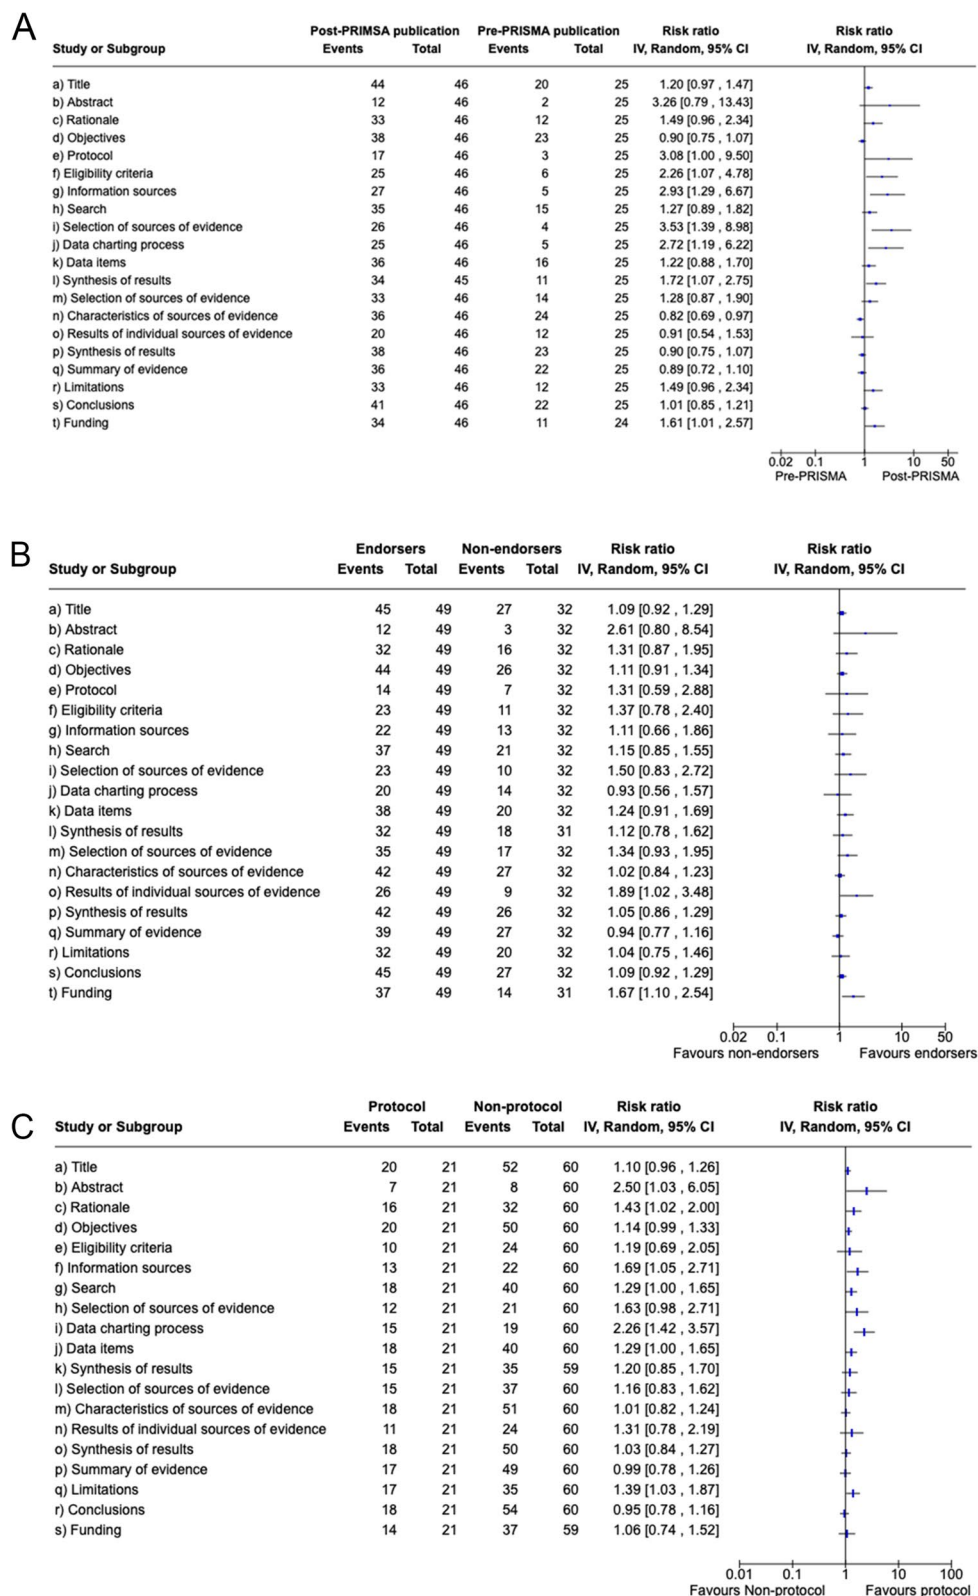 A
Post-PRIMSA publication Pre-PRISMA publication Risk ratio Risk ratio
Study or Subgroup Events Total Events Total IV, Random, 95% CI IV, Random, 95% CI
a) Title 44 46 20 25 1.20 [0.97 , 1.47]
b) Abstract 12 46 2 25 3.26 [0.79 , 13.43]
c) Rationale 33 46 12 25 1.49 [0.96 , 2.34]
d) Objectives 38 46 23 25 0.90 [0.75 , 1.07]
e) Protocol 17 46 3 25 3.08 [1.00 , 9.50]
f) Eligibility criteria 25 46 6 25 2.26 [1.07 , 4.78]
g) Information sources 27 46 5 25 2.93 [1.29 , 6.67]
h) Search 35 46 15 25 1.27 [0.89 , 1.82]
i) Selection of sources of evidence 26 46 4 25 3.53 [1.39 , 8.98]
j) Data charting process 25 46 5 25 2.72 [1.19 , 6.22]
k) Data items 36 46 16 25 1.22 [0.88 , 1.70]
l) Synthesis of results 34 45 11 25 1.72 [1.07 , 2.75]
m) Selection of sources of evidence 33 46 14 25 1.28 [0.87 , 1.90]
n) Characteristics of sources of evidence 36 46 24 25 0.82 [0.69 , 0.97]
o) Results of individual sources of evidence 20 46 12 25 0.91 [0.54 , 1.53]
p) Synthesis of results 38 46 23 25 0.90 [0.75 , 1.07]
q) Summary of evidence 36 46 22 25 0.89 [0.72 , 1.10]
r) Limitations 33 46 12 25 1.49 [0.96 , 2.34]
s) Conclusions 41 46 22 25 1.01 [0.85 , 1.21]
t) Funding 34 46 11 24 1.61 [1.01 , 2.57]
0.02 0.1 1 10 50
Pre-PRISMA Post-PRISMA
B
Endorsers Non-endorsers Risk ratio Risk ratio
Study or Subgroup Events Total Events Total IV, Random, 95% CI IV, Random, 95% CI
a) Title 45 49 27 32 1.09 [0.92 , 1.29]
b) Abstract 12 49 3 32 2.61 [0.80 , 8.54]
c) Rationale 32 49 16 32 1.31 [0.87 , 1.95]
d) Objectives 44 49 26 32 1.11 [0.91 , 1.34]
e) Protocol 14 49 7 32 1.31 [0.59 , 2.88]
f) Eligibility criteria 23 49 11 32 1.37 [0.78 , 2.40]
g) Information sources 22 49 13 32 1.11 [0.66 , 1.86]
h) Search 37 49 21 32 1.15 [0.85 , 1.55]
i) Selection of sources of evidence 23 49 10 32 1.50 [0.83 , 2.72]
j) Data charting process 20 49 14 32 0.93 [0.56 , 1.57]
k) Data items 38 49 20 32 1.24 [0.91 , 1.69]
l) Synthesis of results 32 49 18 31 1.12 [0.78 , 1.62]
m) Selection of sources of evidence 35 49 17 32 1.34 [0.93 , 1.95]
n) Characteristics of sources of evidence 42 49 27 32 1.02 [0.84 , 1.23]
o) Results of individual sources of evidence 26 49 9 32 1.89 [1.02 , 3.48]
p) Synthesis of results 42 49 26 32 1.05 [0.86 , 1.29]
q) Summary of evidence 39 49 27 32 0.94 [0.77 , 1.16]
r) Limitations 32 49 20 32 1.04 [0.75 , 1.46]
s) Conclusions 45 49 27 32 1.09 [0.92 , 1.29]
t) Funding 37 49 14 31 1.67 [1.10 , 2.54]
0.02 0.1 1 10 50
Favours non-endorsers Favours endorsers
C
Protocol Non-protocol Risk ratio Risk ratio
Study or Subgroup Events Total Events Total IV, Random, 95% CI IV, Random, 95% CI
a) Title 20 21 52 60 1.10 [0.96 , 1.26]
b) Abstract 7 21 8 60 2.50 [1.03 , 6.05]
c) Rationale 16 21 32 60 1.43 [1.02 , 2.00]
d) Objectives 20 21 50 60 1.14 [0.99 , 1.33]
e) Eligibility criteria 10 21 24 60 1.19 [0.69 , 2.05]
f) Information sources 13 21 22 60 1.69 [1.05 , 2.71]
g) Search 18 21 40 60 1.29 [1.00 , 1.65]
h) Selection of sources of evidence 12 21 21 60 1.63 [0.98 , 2.71]
i) Data charting process 15 21 19 60 2.26 [1.42 , 3.57]
j) Data items 18 21 40 60 1.29 [1.00 , 1.65]
k) Synthesis of results 15 21 35 59 1.20 [0.85 , 1.70]
l) Selection of sources of evidence 15 21 37 60 1.16 [0.83 , 1.62]
m) Characteristics of sources of evidence 18 21 51 60 1.01 [0.82 , 1.24]
n) Results of individual sources of evidence 11 21 24 60 1.31 [0.78 , 2.19]
o) Synthesis of results 18 21 50 60 1.03 [0.84 , 1.27]
p) Summary of evidence 17 21 49 60 0.99 [0.78 , 1.26]
q) Limitations 17 21 35 60 1.39 [1.03 , 1.87]
r) Conclusions 18 21 54 60 0.95 [0.78 , 1.16]
s) Funding 14 21 37 59 1.06 [0.74 , 1.52]
0.01 0.1 1 10 100
Favours Non-protocol Favours protocol